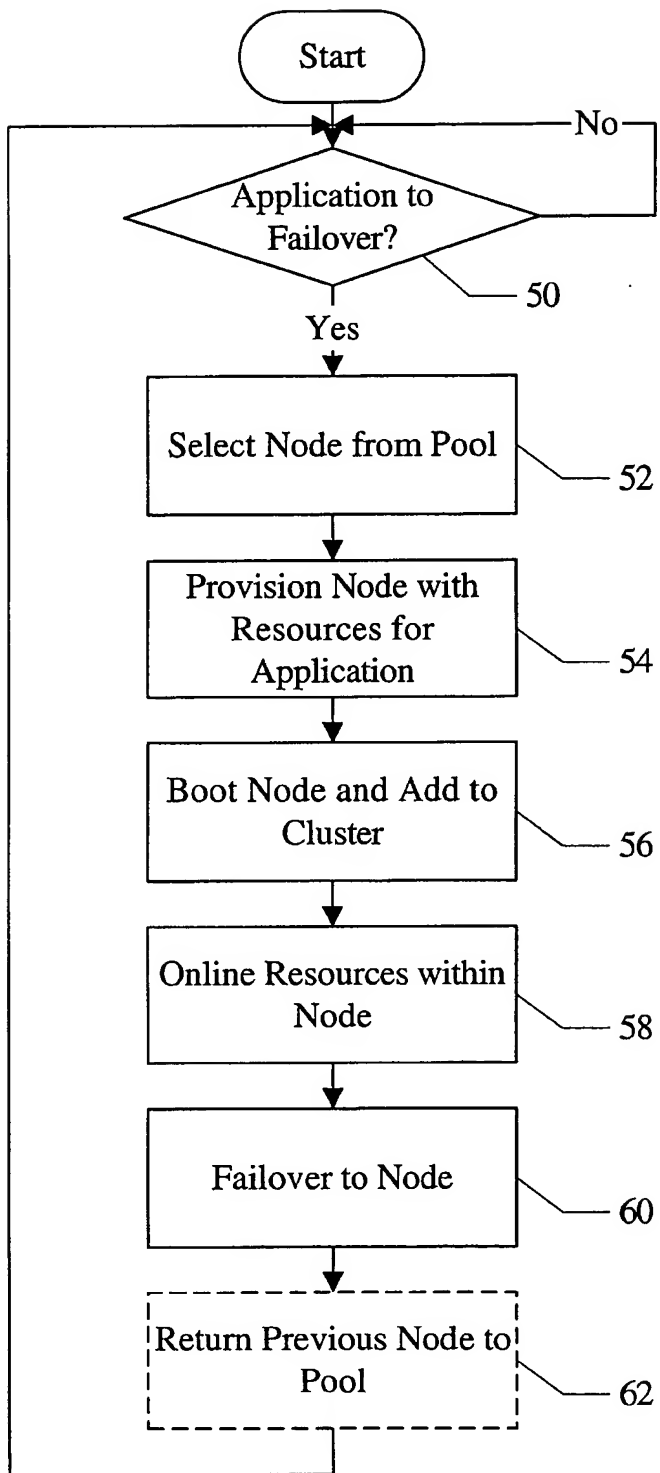 Start
No
Application to
Failover?
50
Yes
Select Node from Pool
52
Provision Node with
Resources for
Application
54
Boot Node and Add to
Cluster
56
Online Resources within
Node
58
Failover to Node
60
Return Previous Node to
Pool
62